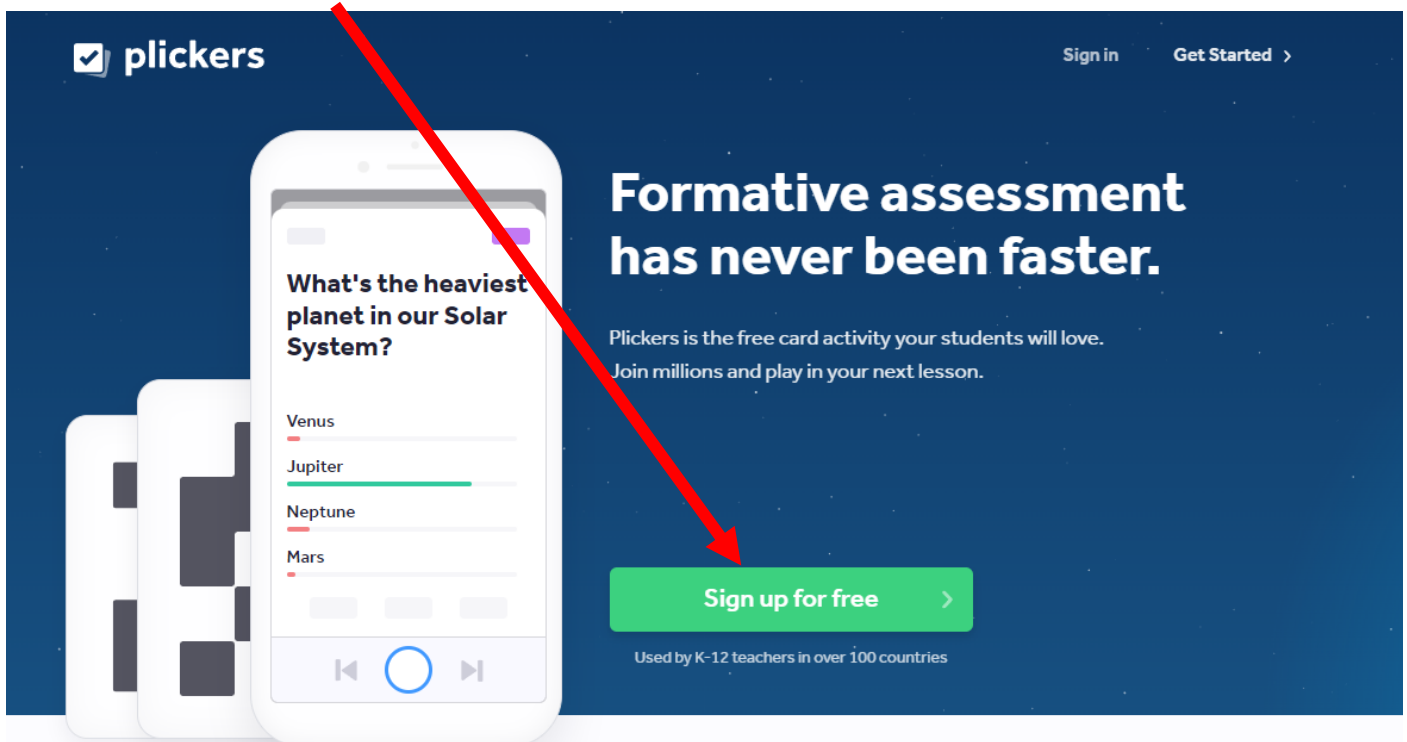 plickers
Sign in
Get Started
What's the heaviest
planet in our Solar
System?
Venus
Jupiter
Neptune
Mars
Formative assessment
has never been faster.
Plickers is the free card activity your students will love.
Join millions and play in your next lesson.
Sign up for free
Used by K-12 teachers in over 100 countries